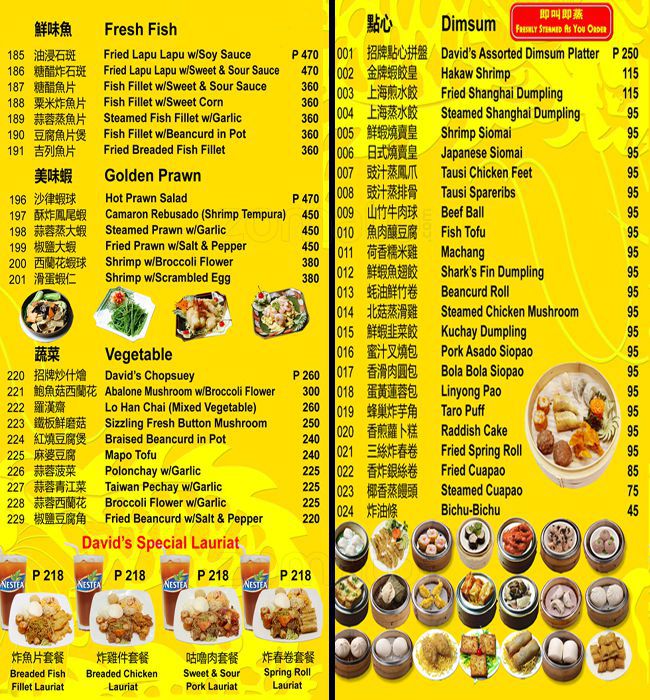 鮮味魚 Fresh Fish
185 油浸石斑 Fried Lapu Lapu w/Soy Sauce P 470
186 糖醋炸石斑 Fried Lapu Lapu w/Sweet & Sour Sauce 470
187 糖醋魚片 Fish Fillet w/Sweet & Sour Sauce 360
188 粟米炸魚片 Fish Fillet w/Sweet Corn 360
189 蒜蓉蒸魚片 Steamed Fish Fillet w/Garlic 360
190 豆腐魚片煲 Fish Fillet w/Beancurd in Pot 360
191 吉列魚片 Fried Breaded Fish Fillet 360
美味蝦 Golden Prawn
196 沙律蝦球 Hot Prawn Salad P 470
197 酥炸鳳尾蝦 Camaron Rebusado (Shrimp Tempura) 450
198 蒜蓉蒸大蝦 Steamed Prawn w/Garlic 450
199 椒鹽大蝦 Fried Prawn w/Salt & Pepper 450
200 西蘭花蝦球 Shrimp w/Broccoli Flower 380
201 滑蛋蝦仁 Shrimp w/Scrambled Egg 380
蔬菜 Vegetable
220 招牌炒什燴 David's Chopsuey P 260
221 鮑魚菇西蘭花 Abalone Mushroom w/Broccoli Flower 300
222 羅漢齋 Lo Han Chai (Mixed Vegetable) 260
223 鐵板鮮磨菇 Sizzling Fresh Button Mushroom 250
224 紅燒豆腐煲 Braised Beancurd in Pot 240
225 麻婆豆腐 Mapo Tofu 240
226 蒜蓉菠菜 Polonchay w/Garlic 225
227 蒜蓉青江菜 Taiwan Pechay w/Garlic 225
228 蒜蓉西蘭花 Broccoli Flower w/Garlic 225
229 椒鹽豆腐角 Fried Beancurd w/Salt & Pepper 220
David's Special Lauriat
P 218 P 218 P 218 P 218
NESTEA NESTEA NESTEA NESTEA
炸魚片套餐 炸雞件套餐 咕嚕肉套餐 炸春卷套餐
Breaded Fish Breaded Chicken Sweet & Sour Spring Roll
Fillet Lauriat Lauriat Pork Lauriat Lauriat
點心 Dimsum
即叫即蒸
Freshly Steamed As You Order
001 招牌點心拼盤 David's Assorted Dimsum Platter P 250
002 金牌蝦餃皇 Hakaw Shrimp 115
003 上海煎水餃 Fried Shanghai Dumpling 115
004 上海蒸水餃 Steamed Shanghai Dumpling 95
005 鮮蝦燒賣皇 Shrimp Siomai 95
006 日式燒賣皇 Japanese Siomai 95
007 豉汁蒸鳳爪 Tausi Chicken Feet 95
008 豉汁蒸排骨 Tausi Spareribs 95
009 山竹牛肉球 Beef Ball 95
010 魚肉釀豆腐 Fish Tofu 95
011 荷香糯米雞 Machang 95
012 鮮蝦魚翅餃 Shark's Fin Dumpling 95
013 蚝油鮮竹卷 Beancurd Roll 95
014 北菇蒸滑雞 Steamed Chicken Mushroom 95
015 鮮蝦韭菜餃 Kuchay Dumpling 95
016 蜜汁叉燒包 Pork Asado Siopao 95
017 香滑肉圓包 Bola Bola Siopao 95
018 蛋黃蓮蓉包 Linyong Pao 95
019 蜂巢炸芋角 Taro Puff 95
020 香煎蘿卜糕 Raddish Cake 95
021 三絲炸春卷 Fried Spring Roll 95
022 香炸銀絲卷 Fried Cuapao 85
023 椰香蒸饅頭 Steamed Cuapao 75
024 炸油條 Bichu-Bichu 45